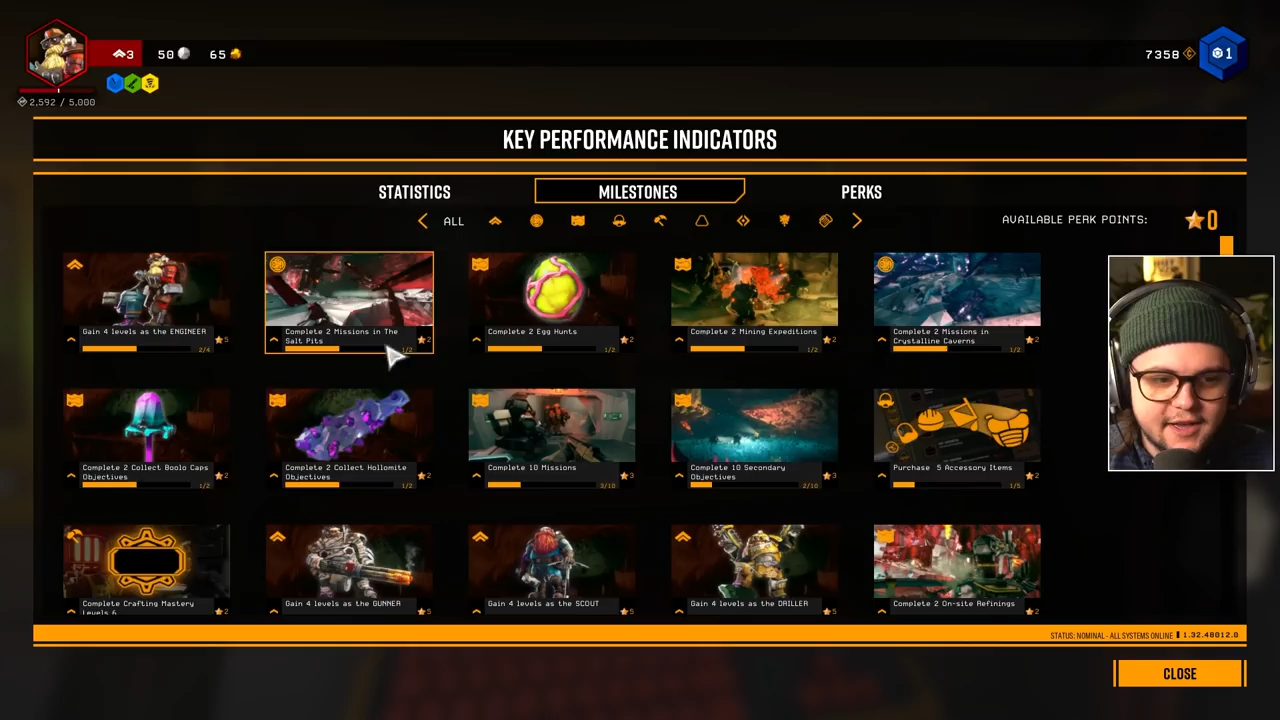 3 50 65 7358 1
2,592 / 5,000
KEY PERFORMANCE INDICATORS
STATISTICS MILESTONES PERKS
ALL AVAILABLE PERK POINTS: 0
Gain 4 levels as the ENGINEER
5
2/4
Complete 2 Missions in The
Salt Pits
2
1/2
Complete 2 Egg Hunts
2
1/2
Complete 2 Mining Expeditions
2
1/2
Complete 2 Missions in
Crystalline Caverns
2
1/2
Complete 2 Collect Boolo Caps
Objectives
2
1/2
Complete 2 Collect Hollomite
Objectives
2
1/2
Complete 10 Missions
3
3/10
Complete 10 Secondary
Objectives
3
2/10
Purchase 5 Accessory Items
2
1/5
Complete Crafting Mastery
Levels 6
2
Gain 4 levels as the GUNNER
5
Gain 4 levels as the SCOUT
5
Gain 4 levels as the DRILLER
5
Complete 2 On-site Refinings
2
STATUS: NOMINAL - ALL SYSTEMS ONLINE 1.32.48012.0
CLOSE